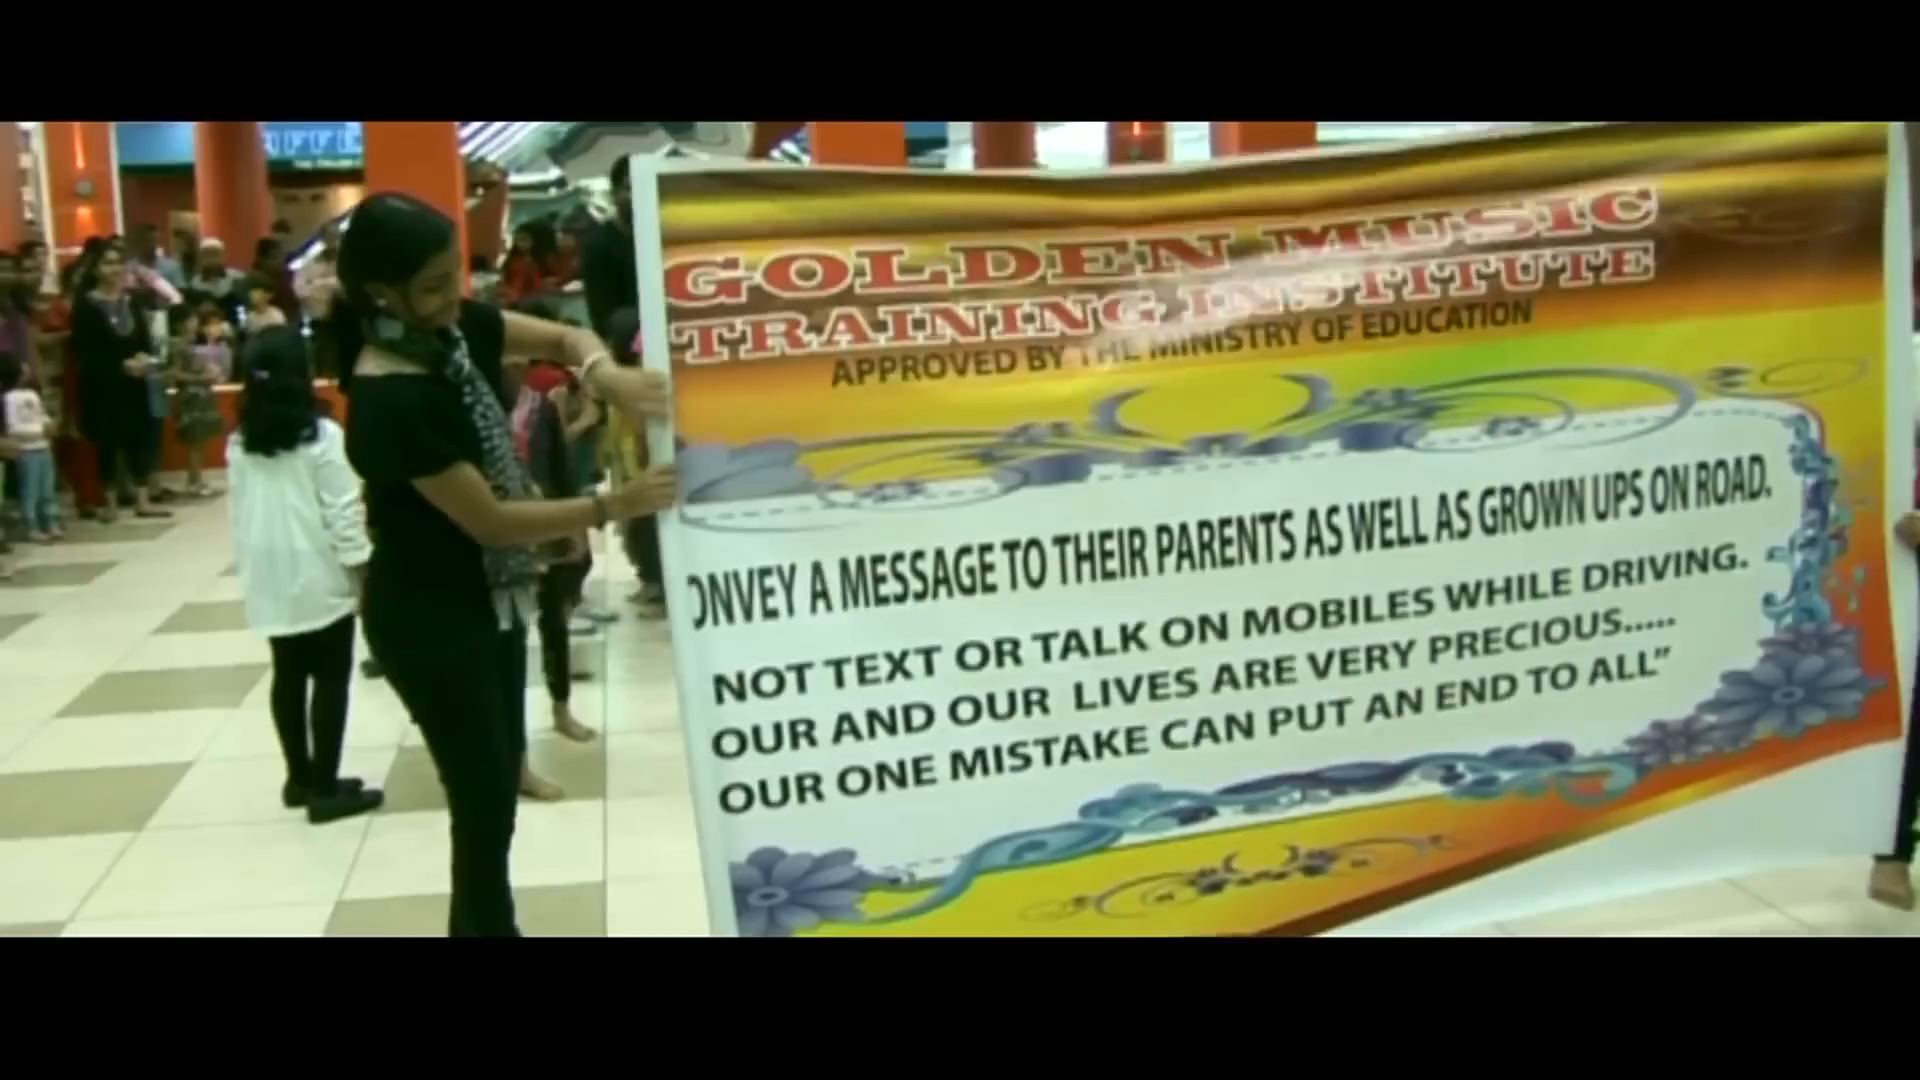 GOLDEN MUSIC
TRAINING INSTITUTE
APPROVED BY THE MINISTRY OF EDUCATION
ONVEY A MESSAGE TO THEIR PARENTS AS WELL AS GROWN UPS ON ROAD.
NOT TEXT OR TALK ON MOBILES WHILE DRIVING.
OUR AND OUR LIVES ARE VERY PRECIOUS.....
OUR ONE MISTAKE CAN PUT AN END TO ALL”